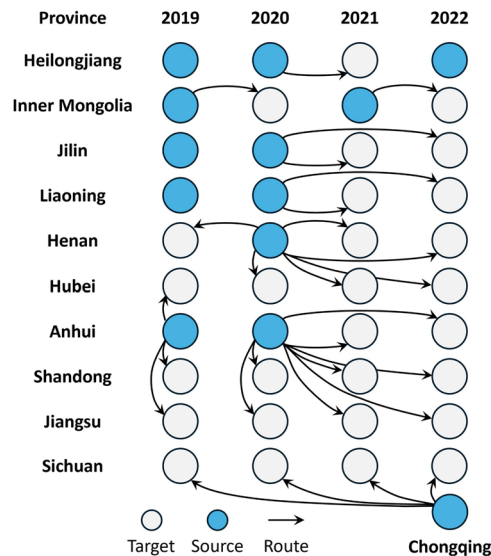 Province 2019 2020 2021 2022
Heilongjiang
Inner Mongolia
Jilin
Liaoning
Henan
Hubei
Anhui
Shandong
Jiangsu
Sichuan
Target Source Route Chongqing